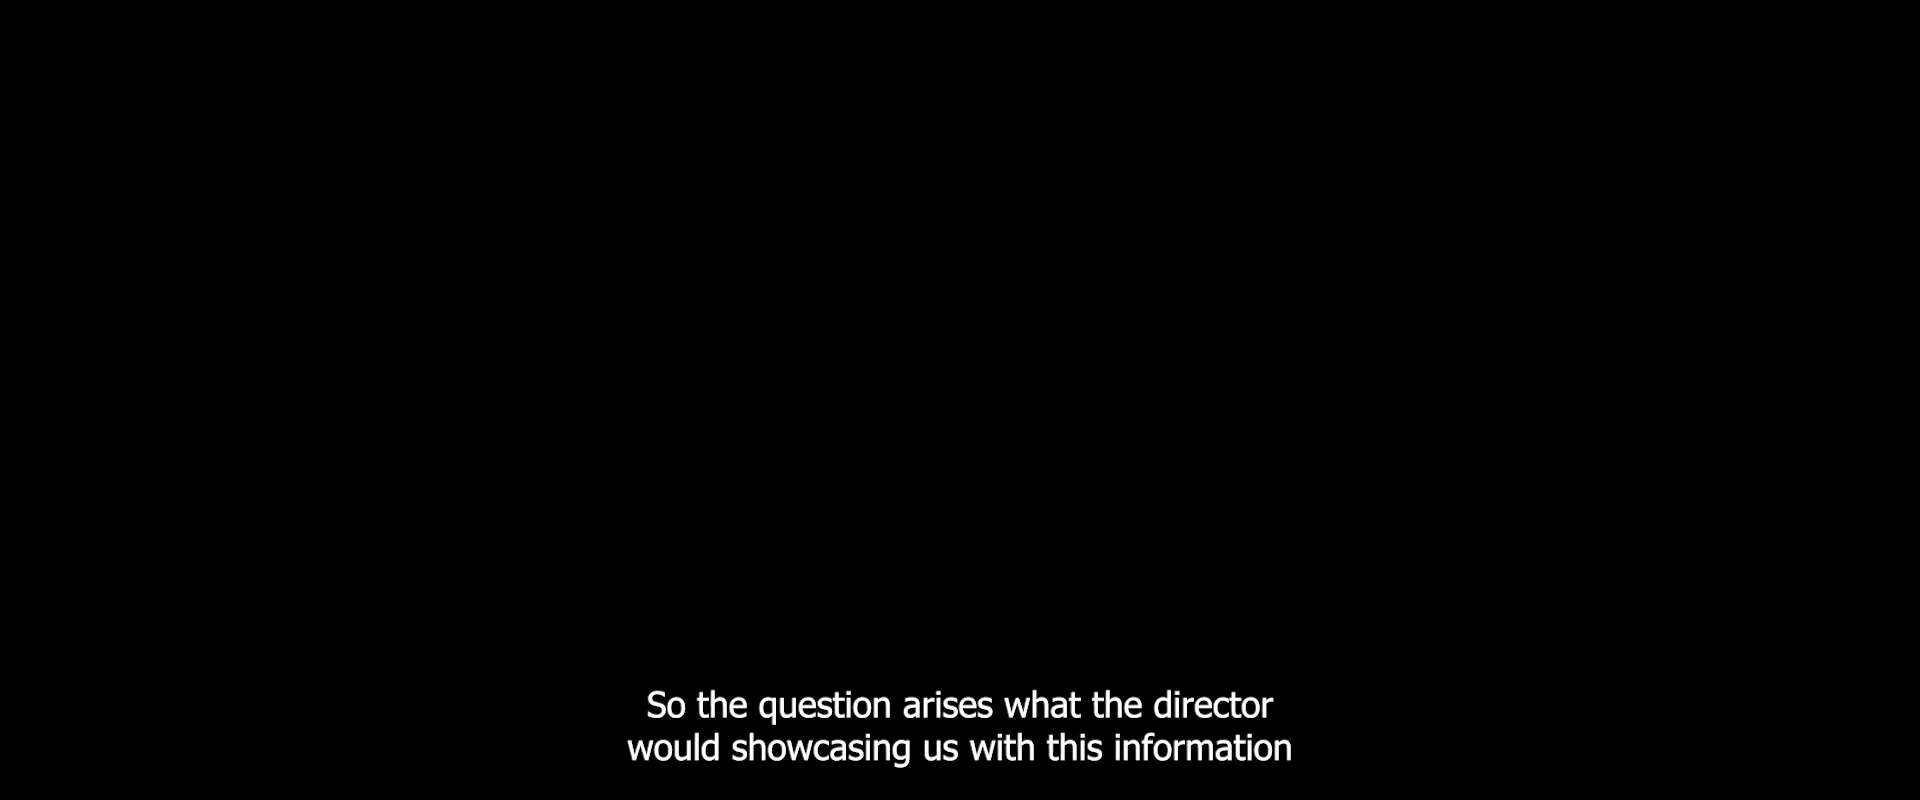 So the question arises what the director
would showcasing us with this information